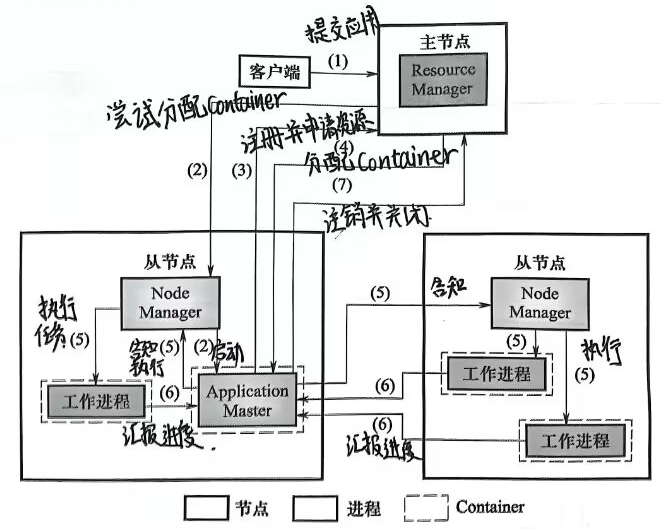 提交应用
主节点
客户端
(1)
Resource
Manager
尝试分配container
注册并申请资源
(4)
分配container
(2)
(3)
(7)
注销并关闭
从节点
从节点
Node
Manager
(5)
告知
Node
Manager
执行
任务(5)
告知
执行
(5)
(2)
启动
(5)
执行
(5)
工作进程
(6)
Application
Master
(6)
工作进程
汇报进度
(6)
汇报进度
工作进程
节点
进程
Container